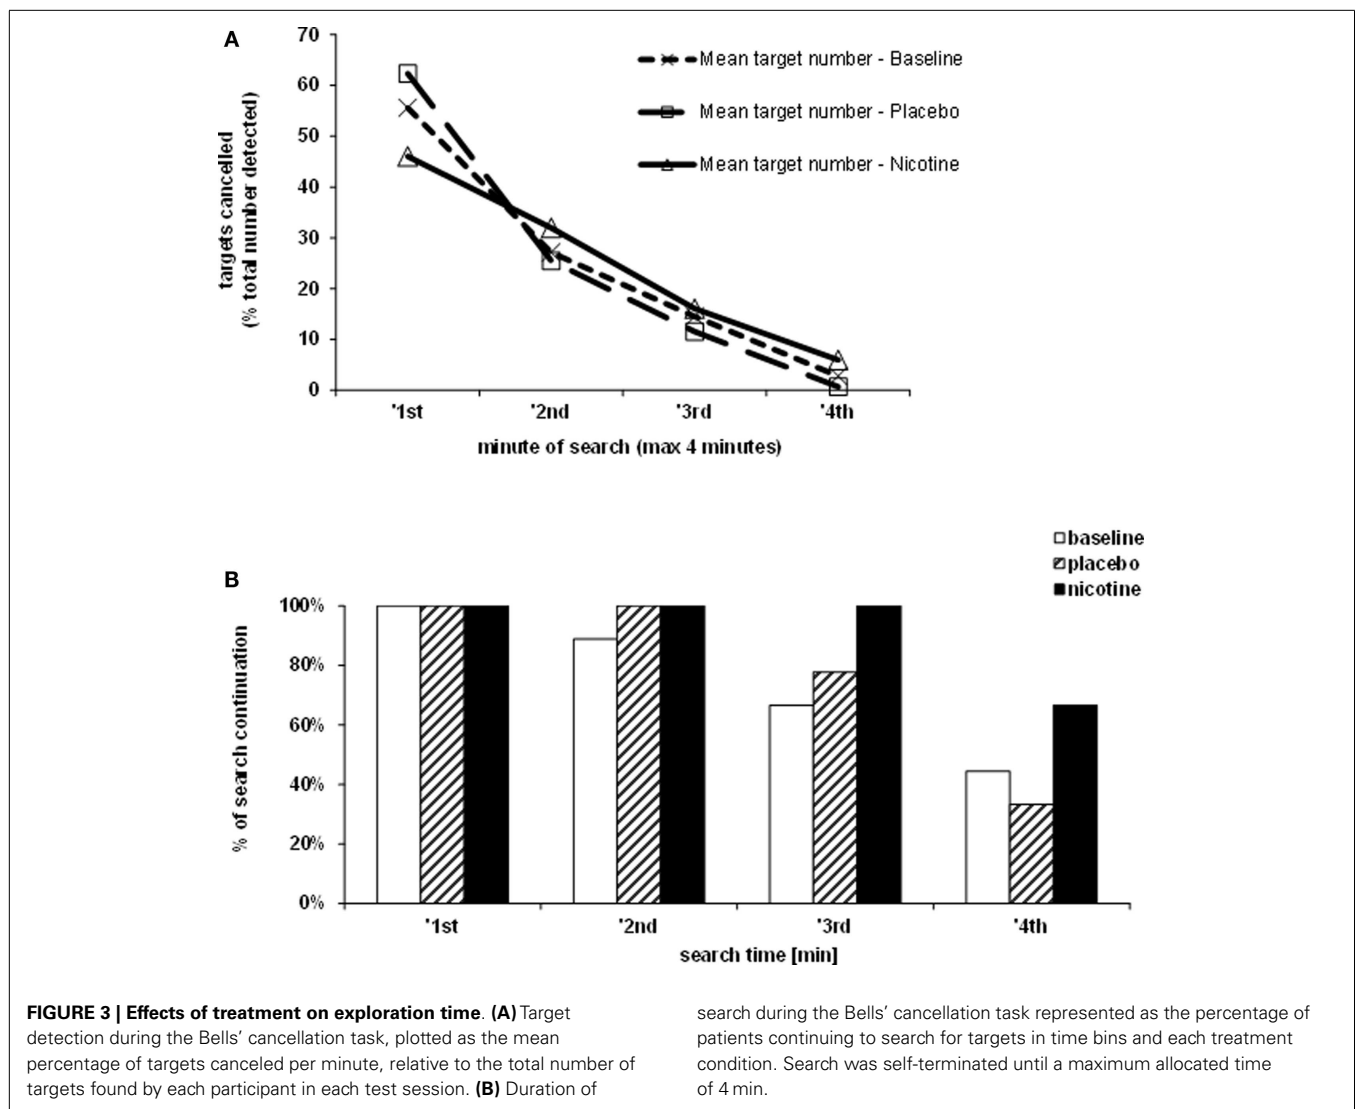 A
70
60
50
40
30
20
10
0
targets cancelled
(% total number detected)
Mean target number - Baseline
Mean target number - Placebo
Mean target number - Nicotine
'1st '2nd '3rd '4th
minute of search (max 4 minutes)
B
baseline
placebo
nicotine
100%
80%
60%
40%
20%
0%
% of search continuation
'1st '2nd '3rd '4th
search time [min]
FIGURE 3 | Effects of treatment on exploration time. (A) Target
detection during the Bells' cancellation task, plotted as the mean
percentage of targets canceled per minute, relative to the total number of
targets found by each participant in each test session. (B) Duration of
search during the Bells' cancellation task represented as the percentage of
patients continuing to search for targets in time bins and each treatment
condition. Search was self-terminated until a maximum allocated time
of 4 min.